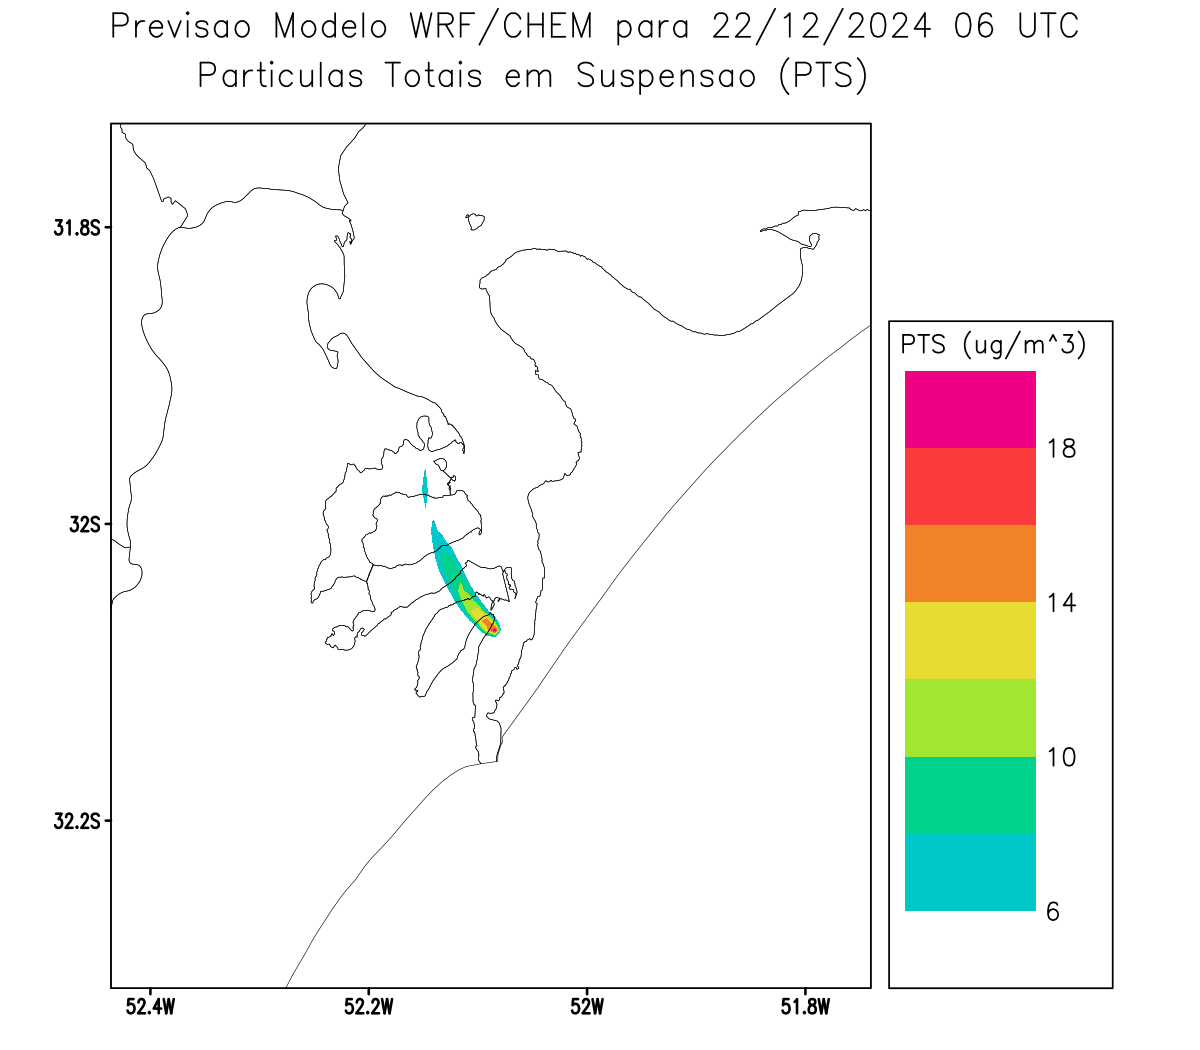 Previsao Modelo WRF/CHEM para 22/12/2024 06 UTC
Particulas Totais em Suspensao (PTS)
31.8S
32S
32.2S
52.4W
52.2W
52W
51.8W
PTS (ug/m^3)
18
14
10
6